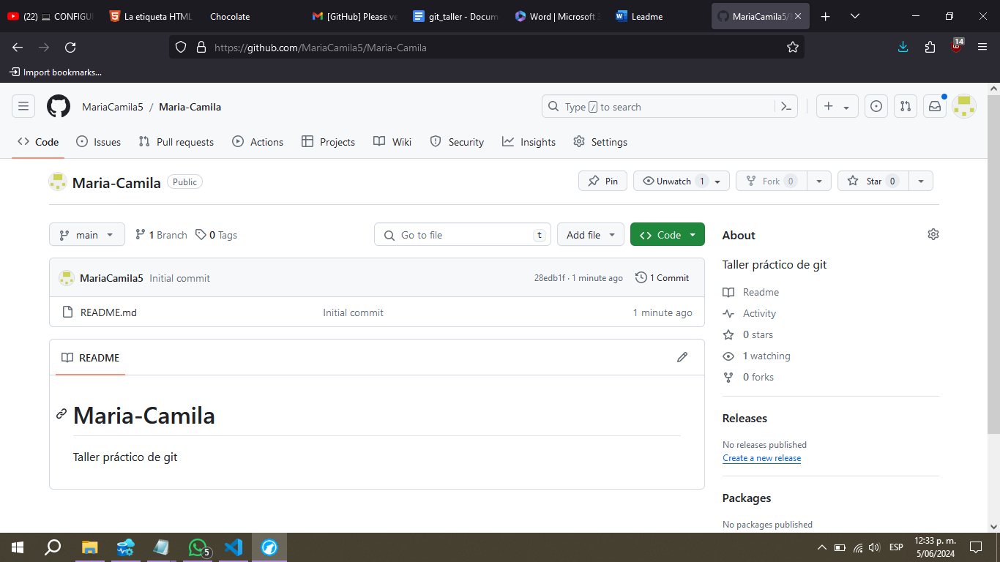 (22) 💻 CONFIGU
La etiqueta HTML
Chocolate
[GitHub] Please ve
git_taller - Docum
Word | Microsoft 3
Leadme
MariaCamila5/
https://github.com/MariaCamila5/Maria-Camila
14
Import bookmarks...
MariaCamila5 / Maria-Camila
Type / to search
Code
Issues
Pull requests
Actions
Projects
Wiki
Security
Insights
Settings
Maria-Camila
Public
Pin
Unwatch 1
Fork 0
Star 0
main
1 Branch
0 Tags
Go to file
t
Add file
Code
MariaCamila5 Initial commit
28edb1f · 1 minute ago
1 Commit
README.md
Initial commit
1 minute ago
README
Maria-Camila
Taller práctico de git
About
Taller práctico de git
Readme
Activity
0 stars
1 watching
0 forks
Releases
No releases published
Create a new release
Packages
No packages published
5
ESP
12:33 p. m.
5/06/2024